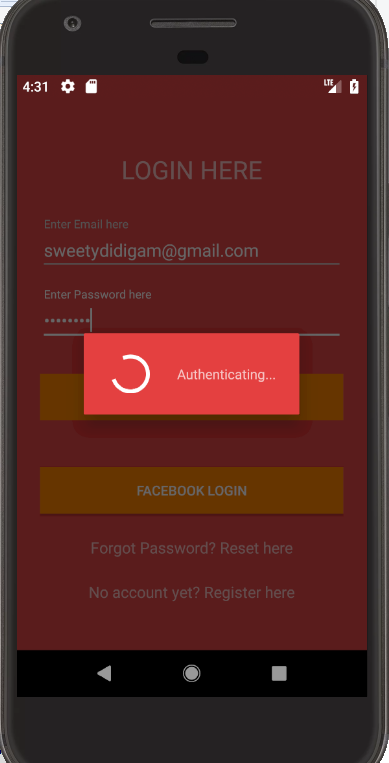 4:31
LTE
LOGIN HERE
Enter Email here
sweetydidigam@gmail.com
Enter Password here
••••••••
Authenticating...
FACEBOOK LOGIN
Forgot Password? Reset here
No account yet? Register here